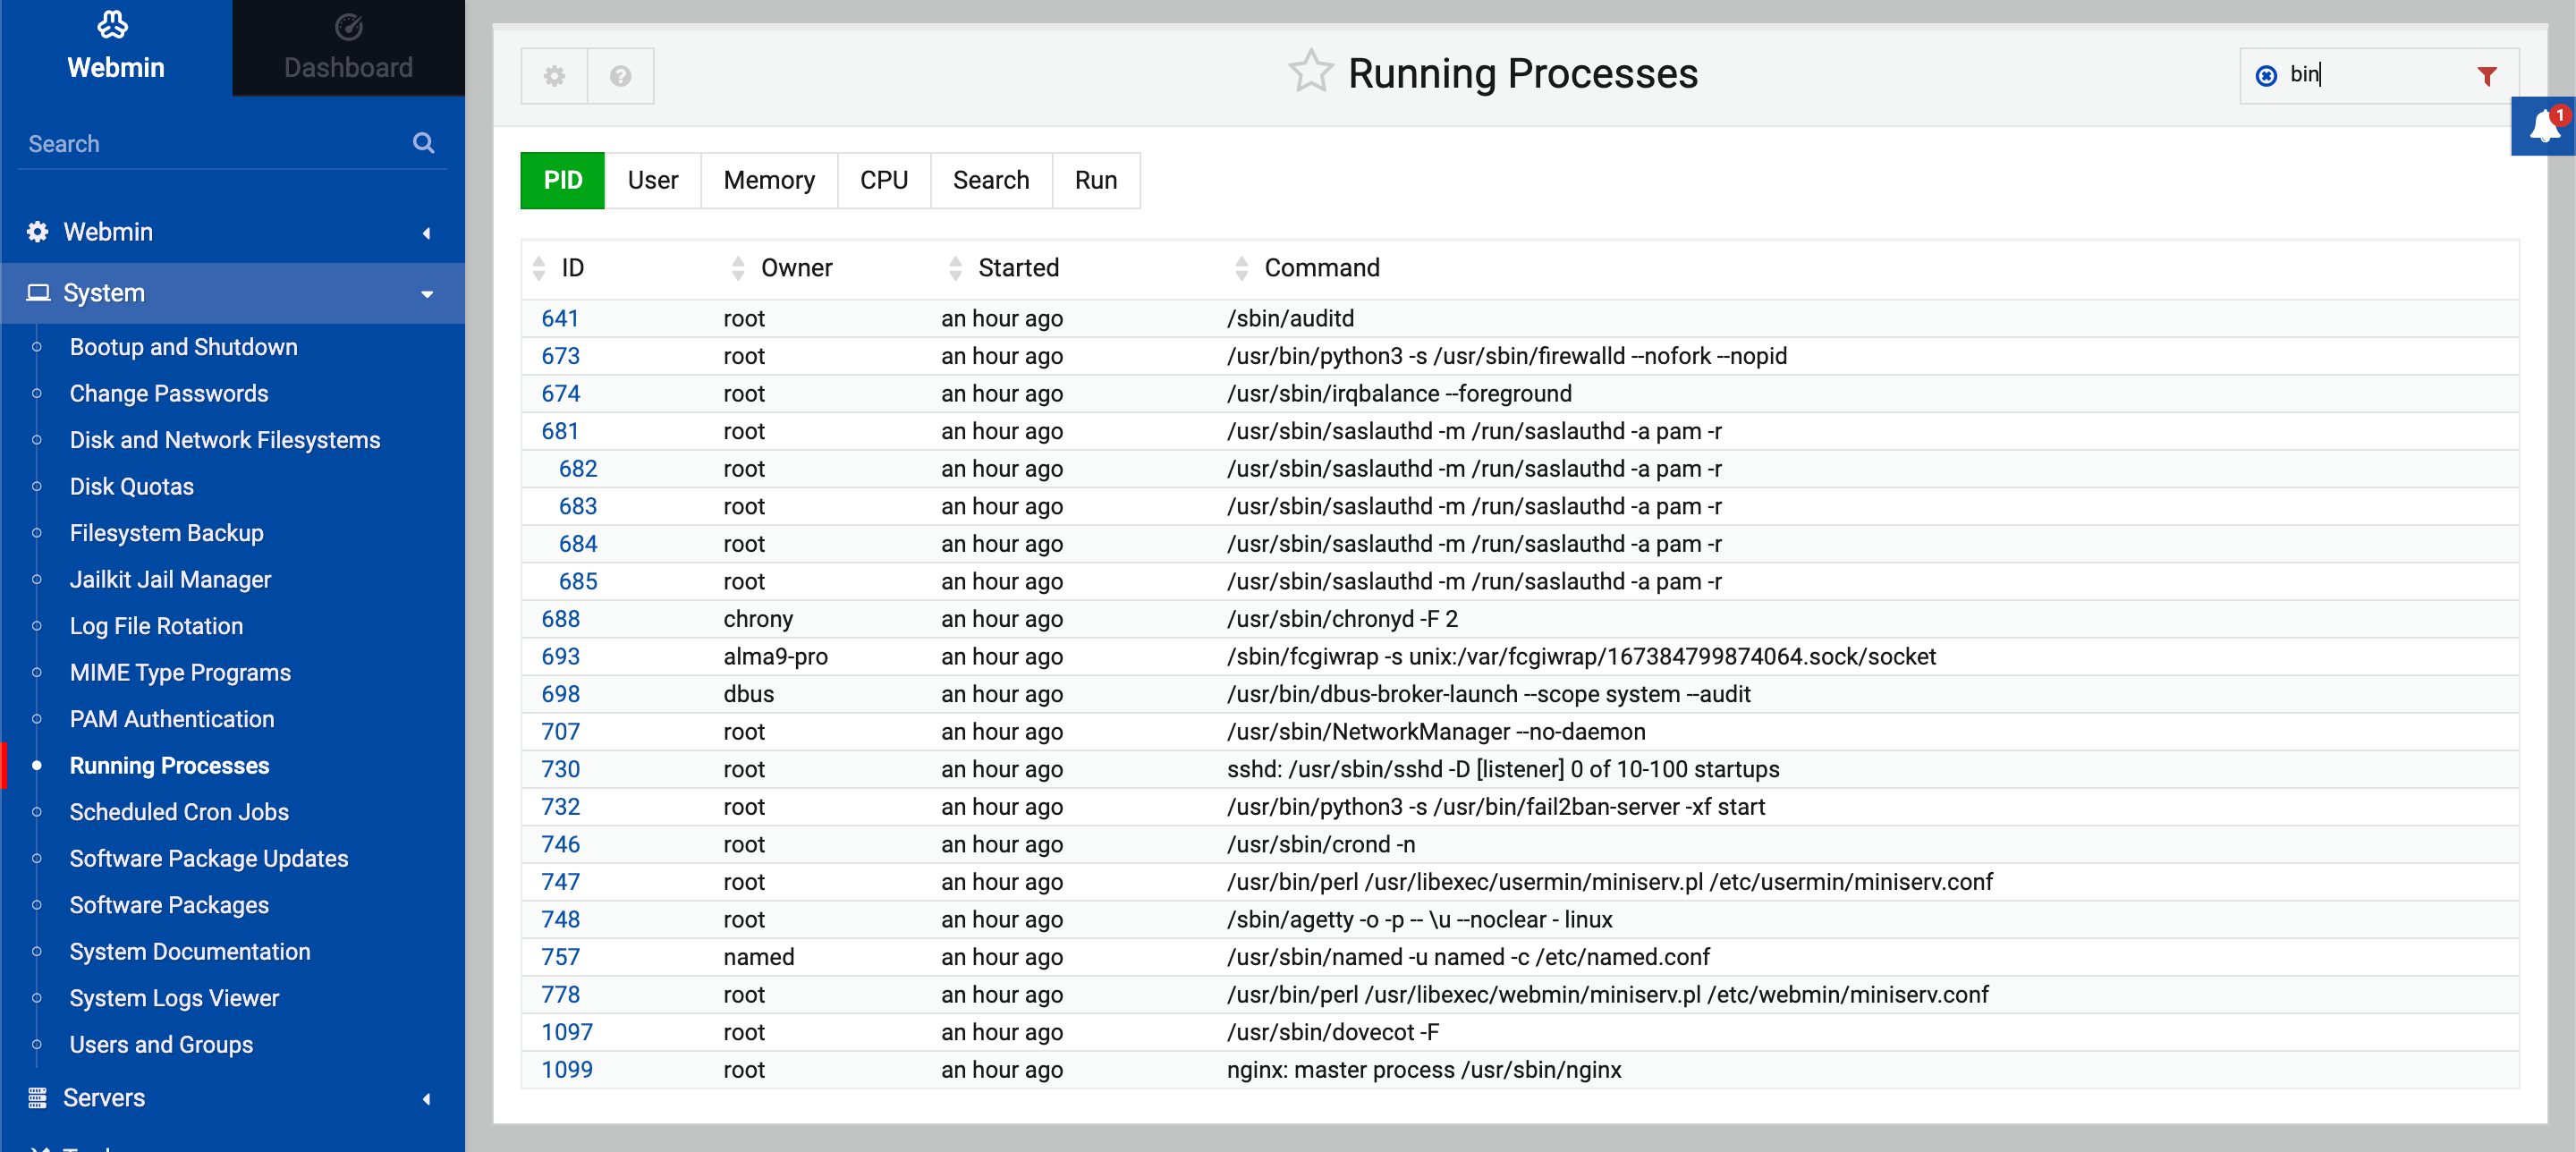 Webmin
Dashboard
Search
Webmin
System
Bootup and Shutdown
Change Passwords
Disk and Network Filesystems
Disk Quotas
Filesystem Backup
Jailkit Jail Manager
Log File Rotation
MIME Type Programs
PAM Authentication
Running Processes
Scheduled Cron Jobs
Software Package Updates
Software Packages
System Documentation
System Logs Viewer
Users and Groups
Servers
Running Processes
bin
1
PID User Memory CPU Search Run
ID Owner Started Command
641 root an hour ago /sbin/auditd
673 root an hour ago /usr/bin/python3 -s /usr/sbin/firewalld --nofork --nopid
674 root an hour ago /usr/sbin/irqbalance --foreground
681 root an hour ago /usr/sbin/saslauthd -m /run/saslauthd -a pam -r
682 root an hour ago /usr/sbin/saslauthd -m /run/saslauthd -a pam -r
683 root an hour ago /usr/sbin/saslauthd -m /run/saslauthd -a pam -r
684 root an hour ago /usr/sbin/saslauthd -m /run/saslauthd -a pam -r
685 root an hour ago /usr/sbin/saslauthd -m /run/saslauthd -a pam -r
688 chrony an hour ago /usr/sbin/chronyd -F 2
693 alma9-pro an hour ago /sbin/fcgiwrap -s unix:/var/fcgiwrap/167384799874064.sock/socket
698 dbus an hour ago /usr/bin/dbus-broker-launch --scope system --audit
707 root an hour ago /usr/sbin/NetworkManager --no-daemon
730 root an hour ago sshd: /usr/sbin/sshd -D [listener] 0 of 10-100 startups
732 root an hour ago /usr/bin/python3 -s /usr/bin/fail2ban-server -xf start
746 root an hour ago /usr/sbin/crond -n
747 root an hour ago /usr/bin/perl /usr/libexec/usermin/miniserv.pl /etc/usermin/miniserv.conf
748 root an hour ago /sbin/agetty -o -p -- \u --noclear - linux
757 named an hour ago /usr/sbin/named -u named -c /etc/named.conf
778 root an hour ago /usr/bin/perl /usr/libexec/webmin/miniserv.pl /etc/webmin/miniserv.conf
1097 root an hour ago /usr/sbin/dovecot -F
1099 root an hour ago nginx: master process /usr/sbin/nginx